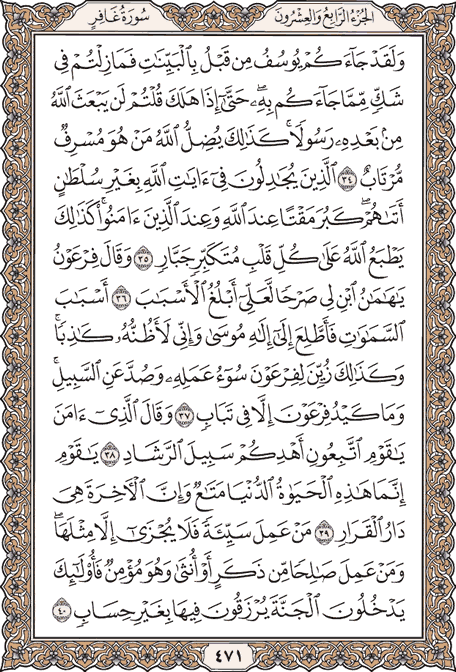 الجزء الرابع والعشرون سورة غافر
وَلَقَدْ جَآءَكُمْ يُوسُفُ مِن قَبْلُ بِٱلْبَيِّنَٰتِ فَمَا زِلْتُمْ فِى
شَكٍّ مِّمَّا جَآءَكُم بِهِۦ ۖ حَتَّىٰٓ إِذَا هَلَكَ قُلْتُمْ لَن يَبْعَثَ ٱللَّهُ
مِنۢ بَعْدِهِۦ رَسُولًا ۚ كَذَٰلِكَ يُضِلُّ ٱللَّهُ مَنْ هُوَ مُسْرِفٌ
مُّرْتَابٌ ٣٤ ٱلَّذِينَ يُجَٰدِلُونَ فِىٓ ءَايَٰتِ ٱللَّهِ بِغَيْرِ سُلْطَٰنٍ
أَتَىٰهُمْ ۖ كَبُرَ مَقْتًا عِندَ ٱللَّهِ وَعِندَ ٱلَّذِينَ ءَامَنُوا۟ ۚ كَذَٰلِكَ
يَطْبَعُ ٱللَّهُ عَلَىٰ كُلِّ قَلْبِ مُتَكَبِّرٍ جَبَّارٍ ٣٥ وَقَالَ فِرْعَوْنُ
يَٰهَٰمَٰنُ ٱبْنِ لِى صَرْحًا لَّعَلِّىٓ أَبْلُغُ ٱلْأَسْبَٰبَ ٣٦ أَسْبَٰبَ
ٱلسَّمَٰوَٰتِ فَأَطَّلِعَ إِلَىٰٓ إِلَٰهِ مُوسَىٰ وَإِنِّى لَأَظُنُّهُۥ كَٰذِبًا ۚ
وَكَذَٰلِكَ زُيِّنَ لِفِرْعَوْنَ سُوٓءُ عَمَلِهِۦ وَصُدَّ عَنِ ٱلسَّبِيلِ ۚ
وَمَا كَيْدُ فِرْعَوْنَ إِلَّا فِى تَبَابٍ ٣٧ وَقَالَ ٱلَّذِىٓ ءَامَنَ
يَٰقَوْمِ ٱتَّبِعُونِ أَهْدِكُمْ سَبِيلَ ٱلرَّشَادِ ٣٨ يَٰقَوْمِ
إِنَّمَا هَٰذِهِ ٱلْحَيَوٰةُ ٱلدُّنْيَا مَتَٰعٌ وَإِنَّ ٱلْءَاخِرَةَ هِىَ
دَارُ ٱلْقَرَارِ ٣٩ مَنْ عَمِلَ سَيِّئَةً فَلَا يُجْزَىٰٓ إِلَّا مِثْلَهَا ۖ
وَمَنْ عَمِلَ صَٰلِحًا مِّن ذَكَرٍ أَوْ أُنثَىٰ وَهُوَ مُؤْمِنٌ فَأُو۟لَٰٓئِكَ
يَدْخُلُونَ ٱلْجَنَّةَ يُرْزَقُونَ فِيهَا بِغَيْرِ حِسَابٍ ٤٠
٤٧١